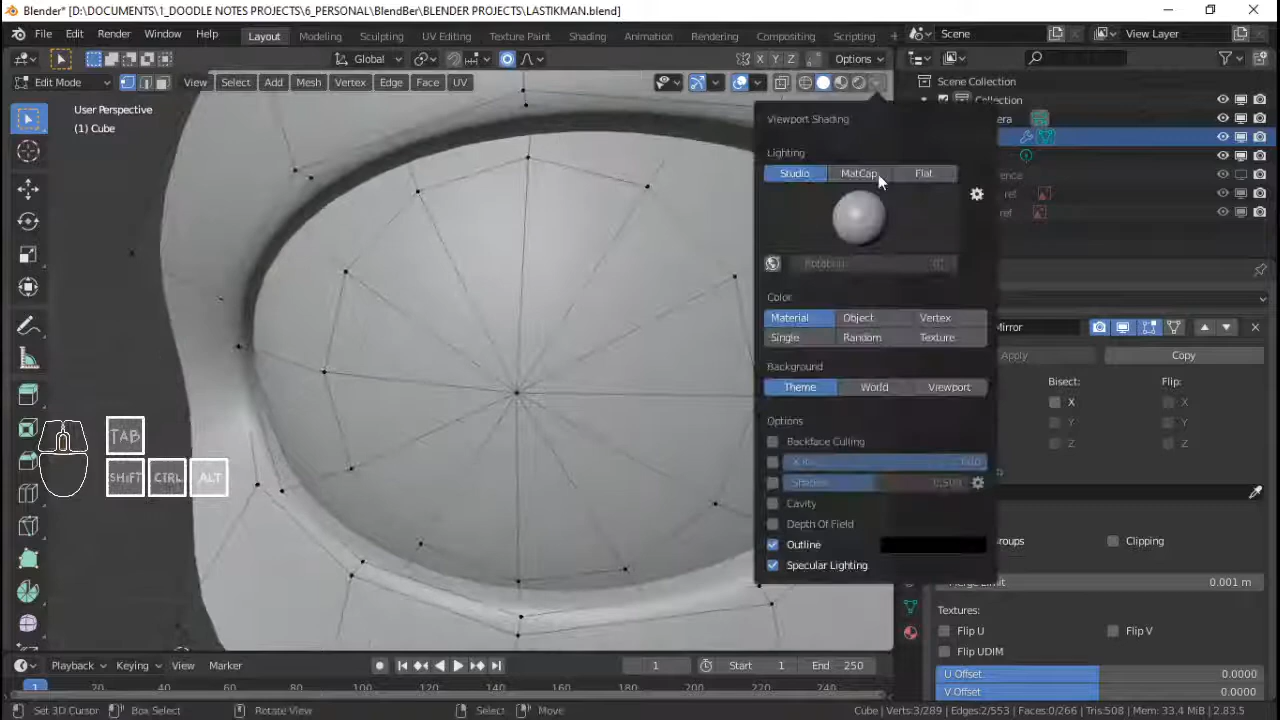 Blender* [D:\DOCUMENTS\1_DOODLE NOTES PROJECTS\6_PERSONAL\BlendBer\BLENDER PROJECTS\LASTIKMAN.blend]
File Edit Render Window Help Layout Modeling Sculpting UV Editing Texture Paint Shading Animation Rendering Compositing Scripting + Scene View Layer
Global X Y Z Options
Edit Mode View Select Add Mesh Vertex Edge Face UV Scene Collection
User Perspective
(1) Cube
Collection
Viewport Shading
Lighting
Studio MatCap Flat
ref
ref
Color
Material Object Vertex
Single Random Texture
Mirror
Apply Copy
Background
Theme World Viewport
Bisect: Flip:
X X
Y Y
Z Z
Options
Backface Culling
Cavity
Depth Of Field
Outline
Specular Lighting
TAB
SHIFT CTRL ALT
Clipping
0.001 m
Textures:
Flip U Flip V
Flip UDIM
U Offset 0.0000
V Offset 0.0000
Playback Keying View Marker 1 Start 1 End 250
1 20 40 60 80 100 120 140 160 180 200 220 240
Set 3D Cursor Box Select Rotate View Select Move Cube | Verts:3/289 | Edges:2/553 | Faces:0/266 | Tris:508 | Mem: 33.4 MiB | 2.83.5